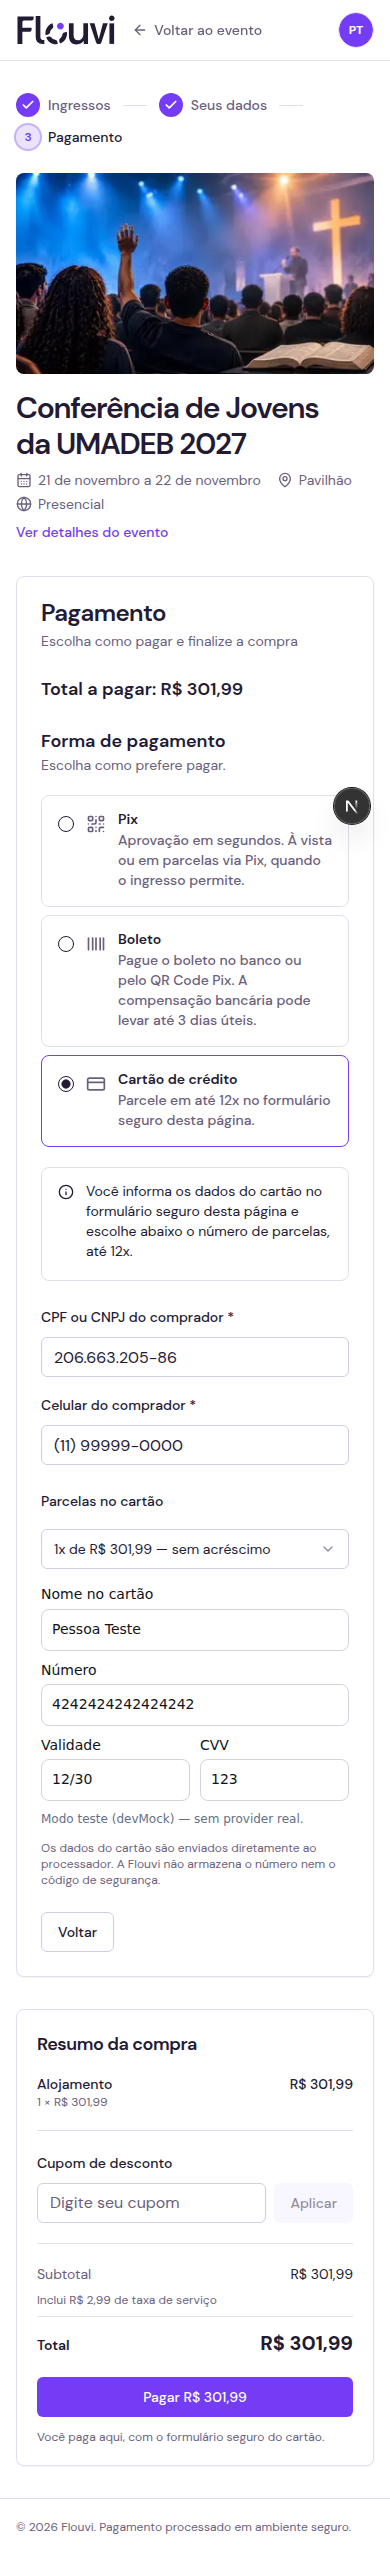 Flouvi
Voltar ao evento
PT
Ingressos
Seus dados
3
Pagamento
Conferência de Jovens
da UMADEB 2027
21 de novembro a 22 de novembro
Pavilhão
Presencial
Ver detalhes do evento
Pagamento
Escolha como pagar e finalize a compra
Total a pagar: R$ 301,99
Forma de pagamento
Escolha como prefere pagar.
N
Pix
Aprovação em segundos. À vista
ou em parcelas via Pix, quando
o ingresso permite.
Boleto
Pague o boleto no banco ou
pelo QR Code Pix. A
compensação bancária pode
levar até 3 dias úteis.
Cartão de crédito
Parcele em até 12x no formulário
seguro desta página.
Você informa os dados do cartão no
formulário seguro desta página e
escolhe abaixo o número de parcelas,
até 12x.
CPF ou CNPJ do comprador *
206.663.205-86
Celular do comprador *
(11) 99999-0000
Parcelas no cartão
1x de R$ 301,99 — sem acréscimo
Nome no cartão
Pessoa Teste
Número
4242424242424242
Validade
CVV
12/30
123
Modo teste (devMock) — sem provider real.
Os dados do cartão são enviados diretamente ao
processador. A Flouvi não armazena o número nem o
código de segurança.
Voltar
Resumo da compra
Alojamento
R$ 301,99
1 × R$ 301,99
Cupom de desconto
Digite seu cupom
Aplicar
Subtotal
R$ 301,99
Inclui R$ 2,99 de taxa de serviço
Total
R$ 301,99
Pagar R$ 301,99
Você paga aqui, com o formulário seguro do cartão.
© 2026 Flouvi. Pagamento processado em ambiente seguro.